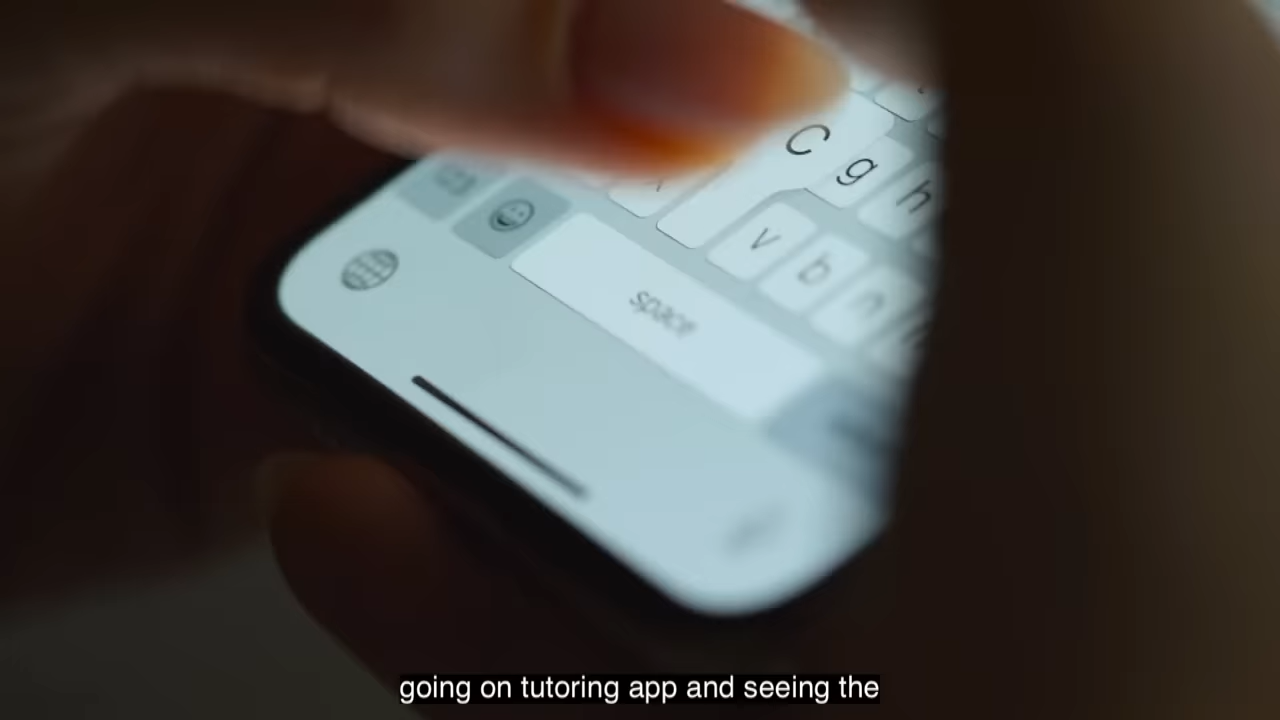 C
g
h
v
b
n
space
going on tutoring app and seeing the